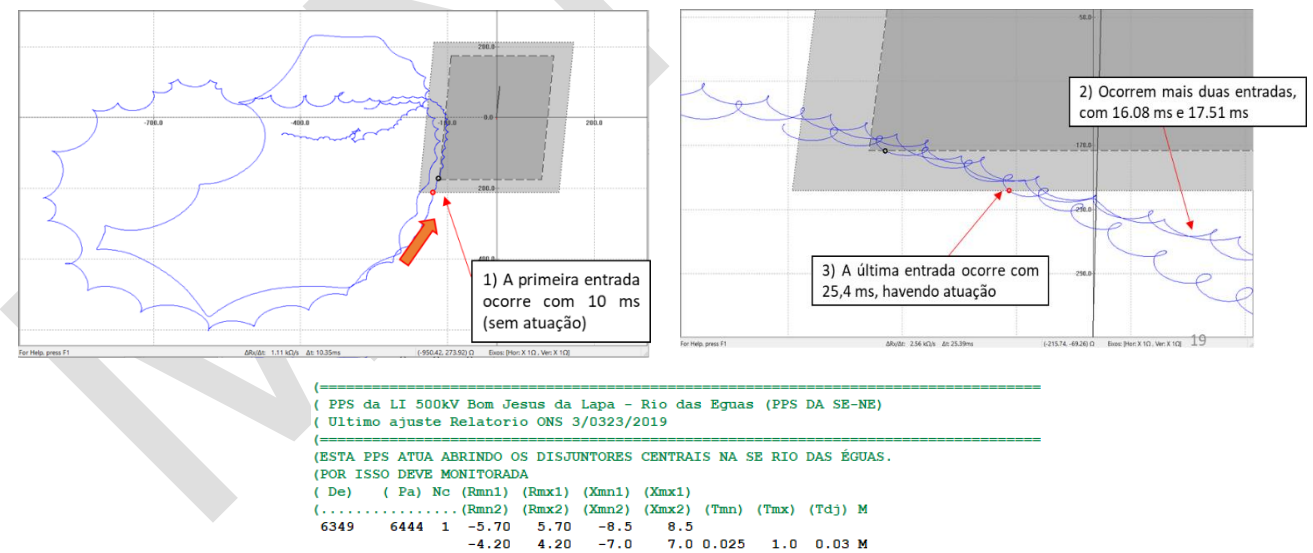 200.0
-700.0
-400.0
-100.0
0.0
200.0
-200.0
1) A primeira entrada
ocorre com 10 ms
(sem atuação)
For Help, press F1
ΔRx/Δt: 1.11 kΩ/s Δt: 10.35ms
(-950.42, 273.92) Ω
Eixos: [Hor: X 1Ω , Ver: X 1Ω]
50.0
2) Ocorrem mais duas entradas,
com 16.08 ms e 17.51 ms
-170.0
-230.0
-290.0
3) A última entrada ocorre com
25,4 ms, havendo atuação
For Help, press F1
ΔRx/Δt: 2.56 kΩ/s Δt: 25.39ms
(-215.74, -69.26) Ω
Eixos: [Hor: X 1Ω , Ver: X 1Ω]
19
(==========================================================================================
( PPS da LI 500kV Bom Jesus da Lapa - Rio das Eguas (PPS DA SE-NE)
( Ultimo ajuste Relatorio ONS 3/0323/2019
(==========================================================================================
(ESTA PPS ATUA ABRINDO OS DISJUNTORES CENTRAIS NA SE RIO DAS ÉGUAS.
(POR ISSO DEVE MONITORADA
( De) ( Pa) Nc (Rmn1) (Rmx1) (Xmn1) (Xmx1)
(................(Rmn2) (Rmx2) (Xmn2) (Xmx2) (Tmn) (Tmx) (Tdj) M
6349 6444 1 -5.70 5.70 -8.5 8.5
-4.20 4.20 -7.0 7.0 0.025 1.0 0.03 M